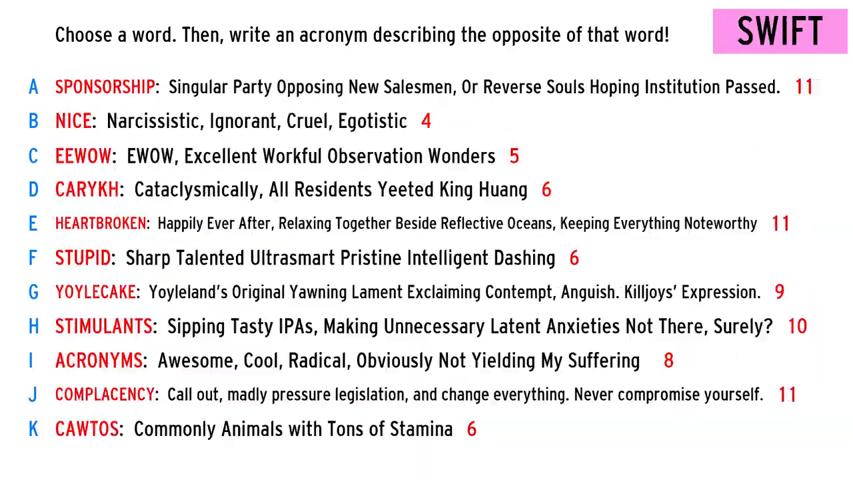 Choose a word. Then, write an acronym describing the opposite of that word!
SWIFT
A SPONSORSHIP: Singular Party Opposing New Salesmen, Or Reverse Souls Hoping Institution Passed. 11
B NICE: Narcissistic, Ignorant, Cruel, Egotistic 4
C EEWOW: EWOW, Excellent Workful Observation Wonders 5
D CARYKH: Cataclysmically, All Residents Yeeted King Huang 6
E HEARTBROKEN: Happily Ever After, Relaxing Together Beside Reflective Oceans, Keeping Everything Noteworthy 11
F STUPID: Sharp Talented Ultrasmart Pristine Intelligent Dashing 6
G YOYLECAKE: Yoyleland's Original Yawning Lament Exclaiming Contempt, Anguish. Killjoys' Expression. 9
H STIMULANTS: Sipping Tasty IPAs, Making Unnecessary Latent Anxieties Not There, Surely? 10
I ACRONYMS: Awesome, Cool, Radical, Obviously Not Yielding My Suffering 8
J COMPLACENCY: Call out, madly pressure legislation, and change everything. Never compromise yourself. 11
K CAWTOS: Commonly Animals with Tons of Stamina 6